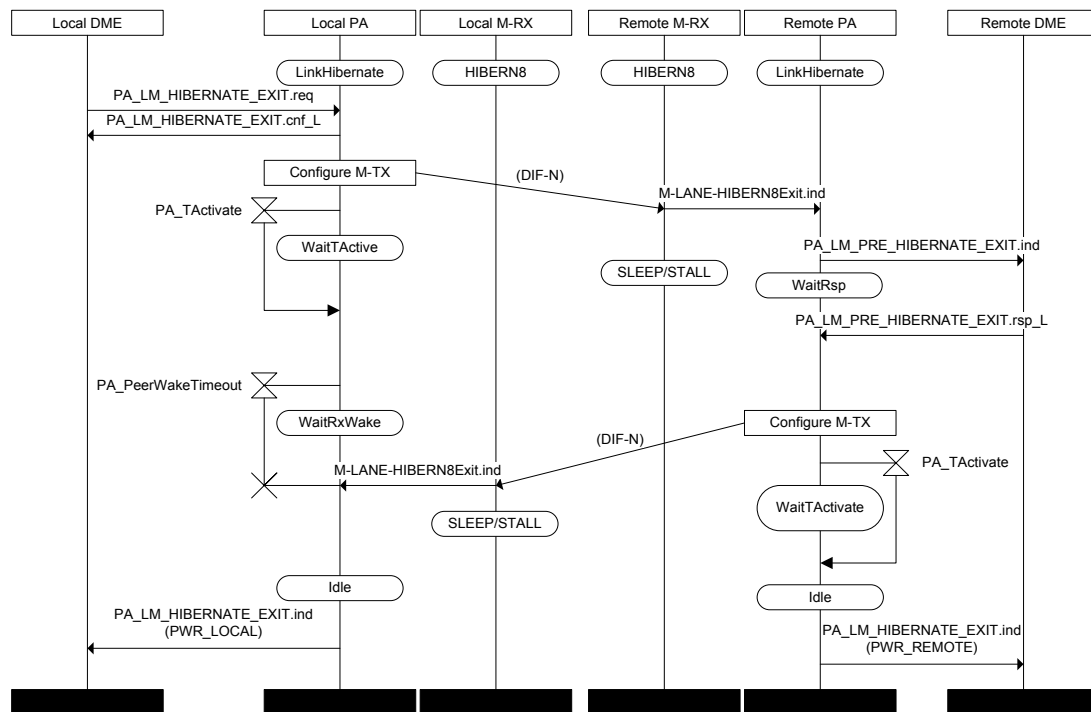 Local DME
Local PA
Local M-RX
Remote M-RX
Remote PA
Remote DME
LinkHibernate
HIBERN8
HIBERN8
LinkHibernate
PA_LM_HIBERNATE_EXIT.req
PA_LM_HIBERNATE_EXIT.cnf_L
Configure M-TX
(DIF-N)
M-LANE-HIBERN8Exit.ind
PA_TActivate
WaitTActive
PA_LM_PRE_HIBERNATE_EXIT.ind
SLEEP/STALL
WaitRsp
PA_LM_PRE_HIBERNATE_EXIT.rsp_L
PA_PeerWakeTimeout
WaitRxWake
(DIF-N)
Configure M-TX
M-LANE-HIBERN8Exit.ind
PA_TActivate
WaitTActivate
SLEEP/STALL
Idle
Idle
PA_LM_HIBERNATE_EXIT.ind
(PWR_LOCAL)
PA_LM_HIBERNATE_EXIT.ind
(PWR_REMOTE)